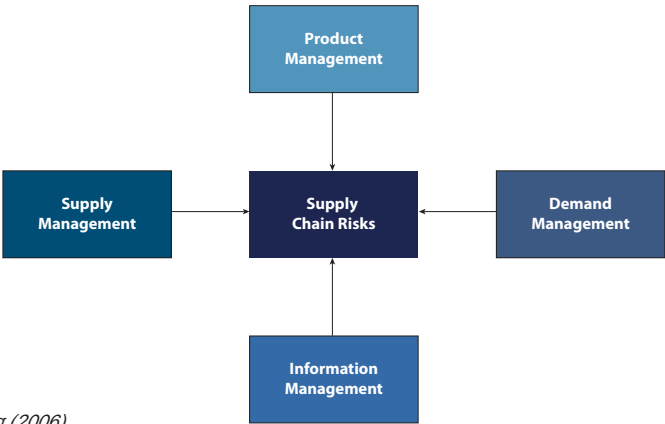 Product
Management
Supply
Management
Supply
Chain Risks
Demand
Management
Information
Management
(2006)